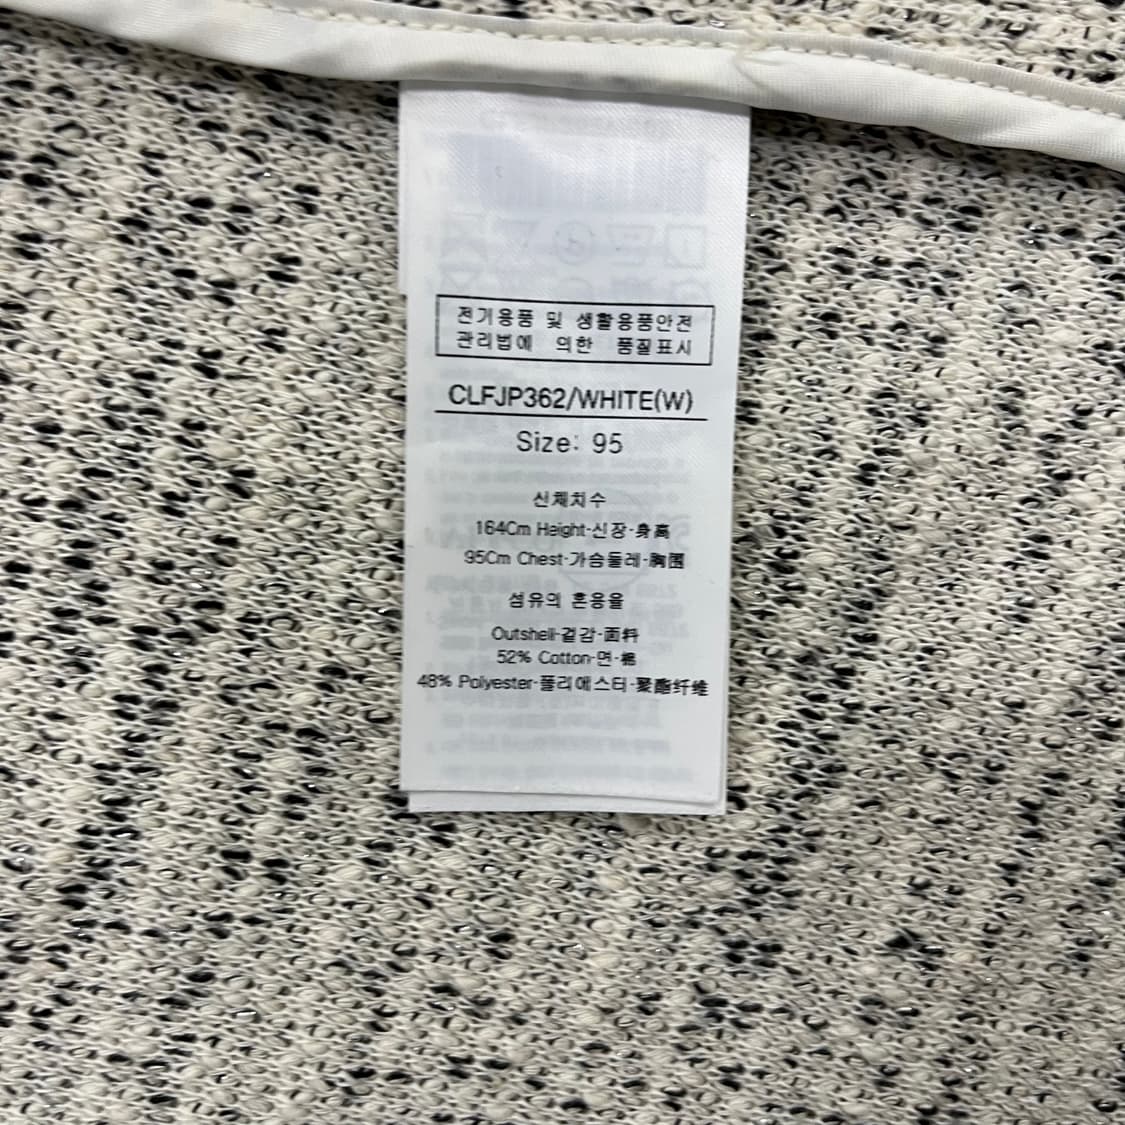 전기용품 및 생활용품안전
관리법에 의한 품질표시
CLFJP362/WHITE(W)
Size: 95
신체치수
164Cm Height-신장-身高
95Cm Chest-가슴둘레-胸围
섬유의 혼용율
Outshell-겉감-面料
52% Cotton-면-棉
48% Polyester-폴리에스터-聚酯纤维